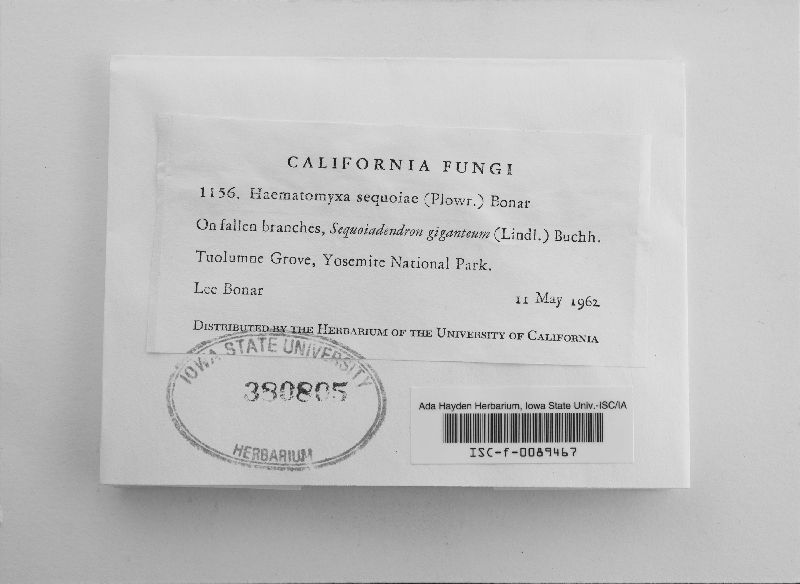 CALIFORNIA FUNGI
1156. Haematomyxa sequoiae (Plowr.) Bonar
On fallen branches, Sequoiadendron giganteum (Lindl.) Buchh.
Tuolumne Grove, Yosemite National Park.
Lee Bonar 11 May 1962
DISTRIBUTED BY THE HERBARIUM OF THE UNIVERSITY OF CALIFORNIA
IOWA STATE UNIVERSITY
380805
HERBARIUM
Ada Hayden Herbarium, Iowa State Univ.-ISC/IA
ISC-f-0089467